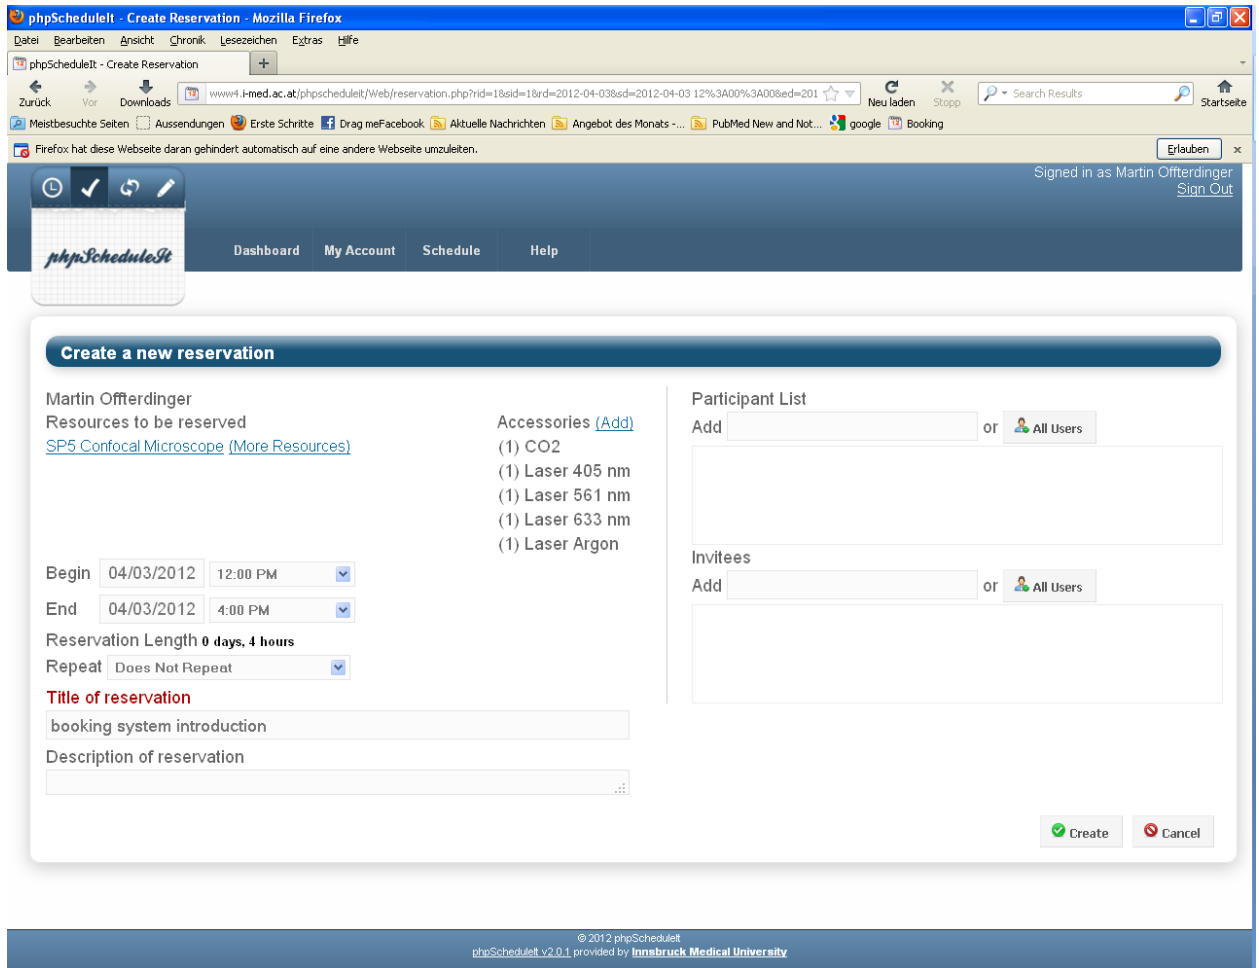 phpScheduleIt - Create Reservation - Mozilla Firefox
Datei Bearbeiten Ansicht Chronik Lesezeichen Extras Hilfe
phpScheduleIt - Create Reservation
Zurück Vor Downloads www4.i-med.ac.at/phpscheduleit/Web/reservation.php?rid=1&sid=1&rd=2012-04-03&sd=2012-04-03 12%3A00%3A00&ed=201 Neu laden Stopp Search Results Startseite
Meistbesuchte Seiten Aussendungen Erste Schritte Drag meFacebook Aktuelle Nachrichten Angebot des Monats -... PubMed New and Not... google Booking
Firefox hat diese Webseite daran gehindert automatisch auf eine andere Webseite umzuleiten. Erlauben
Signed in as Martin Offterdinger
Sign Out
phpScheduleIt
Dashboard My Account Schedule Help
Create a new reservation
Martin Offterdinger
Resources to be reserved
SP5 Confocal Microscope (More Resources)
Accessories (Add)
(1) CO2
(1) Laser 405 nm
(1) Laser 561 nm
(1) Laser 633 nm
(1) Laser Argon
Begin 04/03/2012 12:00 PM
End 04/03/2012 4:00 PM
Reservation Length 0 days, 4 hours
Repeat Does Not Repeat
Title of reservation
booking system introduction
Description of reservation
Participant List
Add or All Users
Invitees
Add or All Users
Create Cancel
© 2012 phpScheduleIt
phpScheduleIt v2.0.1 provided by Innsbruck Medical University